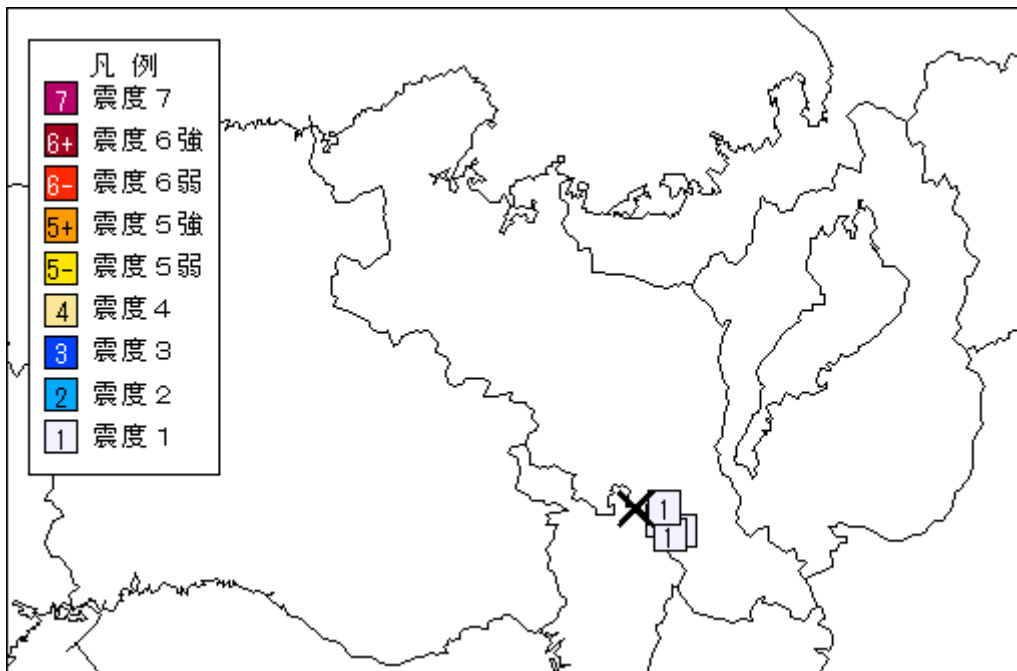 凡 例
7 震度７
6+ 震度６強
6- 震度６弱
5+ 震度５強
5- 震度５弱
4 震度４
3 震度３
2 震度２
1 震度１
1
1